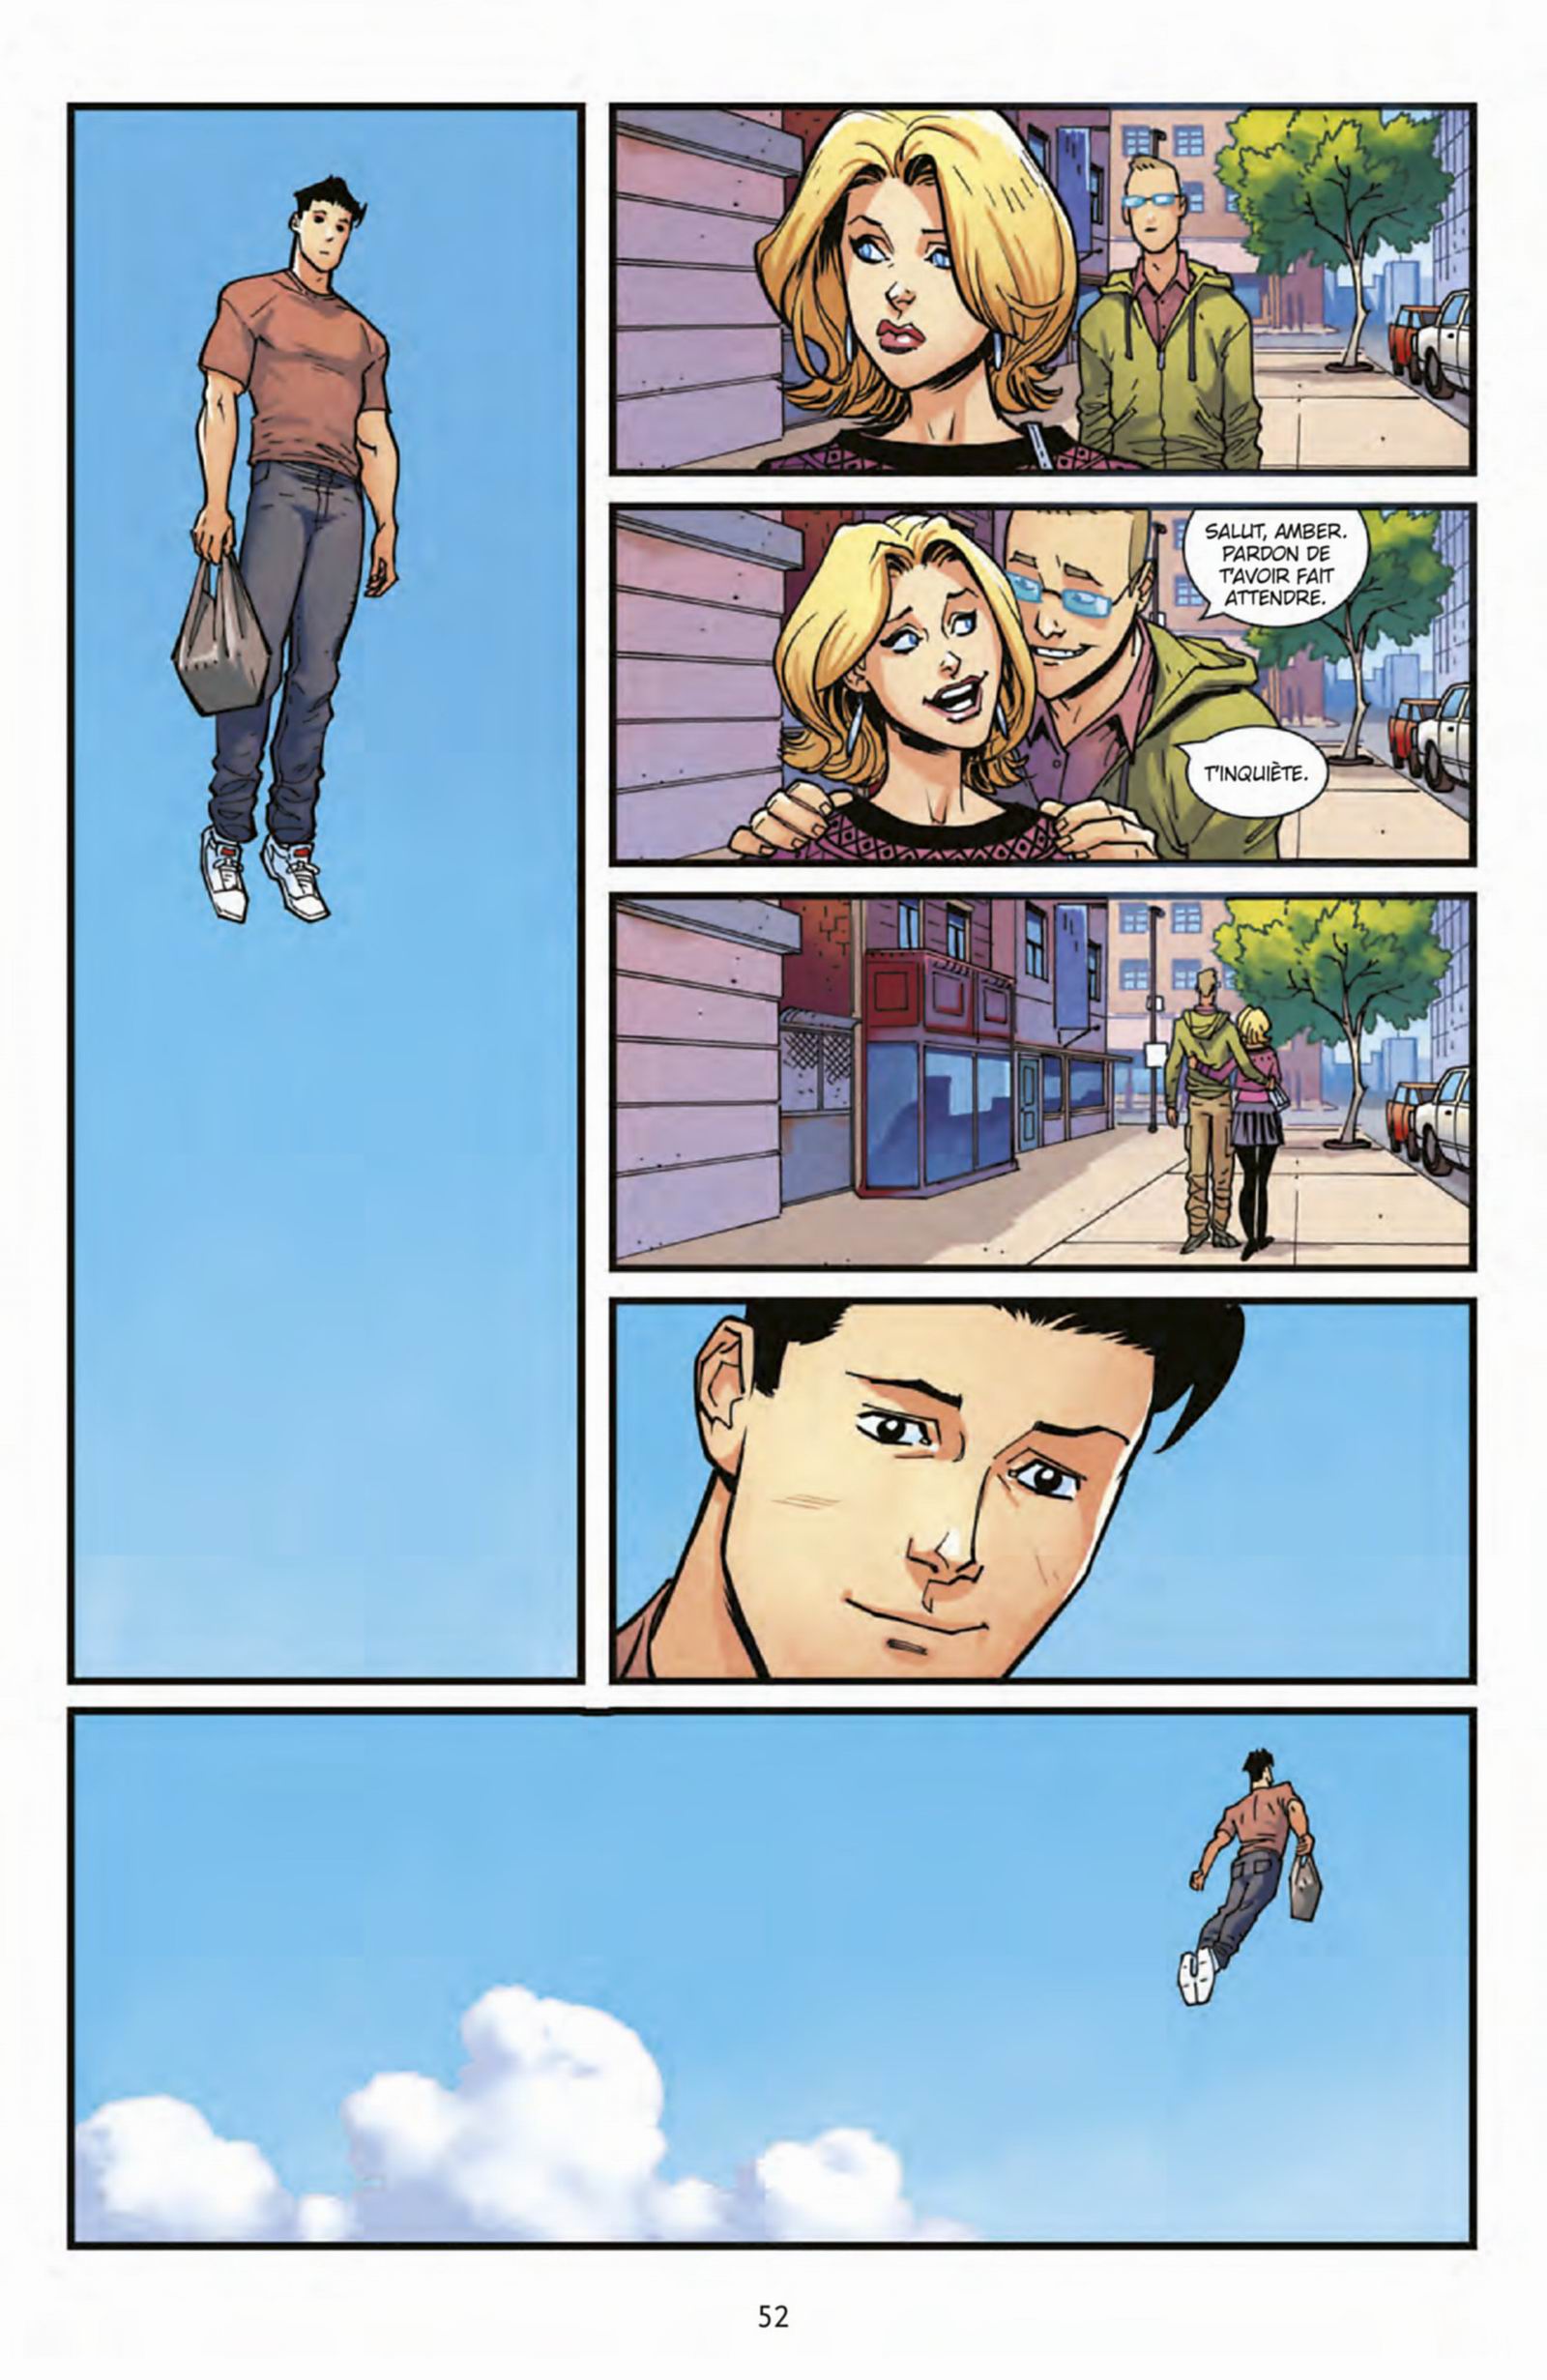 SALUT, AMBER.
PARDON DE
T'AVOIR FAIT
ATTENDRE.
T'INQUIÈTE.
52